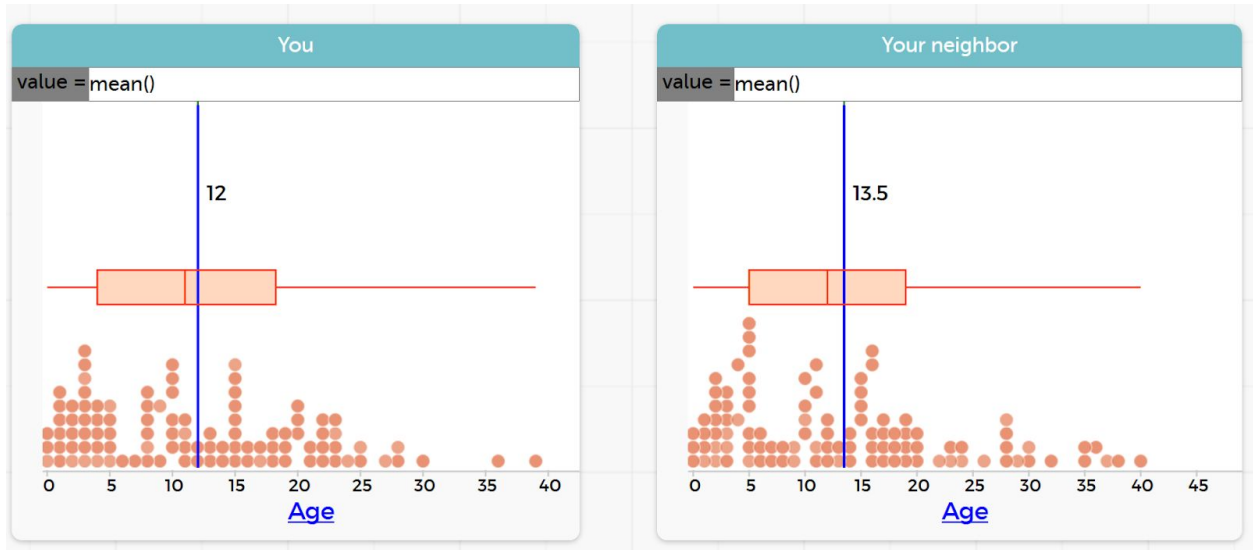 You
value = mean()
12
0 5 10 15 20 25 30 35 40
Age
Your neighbor
value = mean()
13.5
0 5 10 15 20 25 30 35 40 45
Age